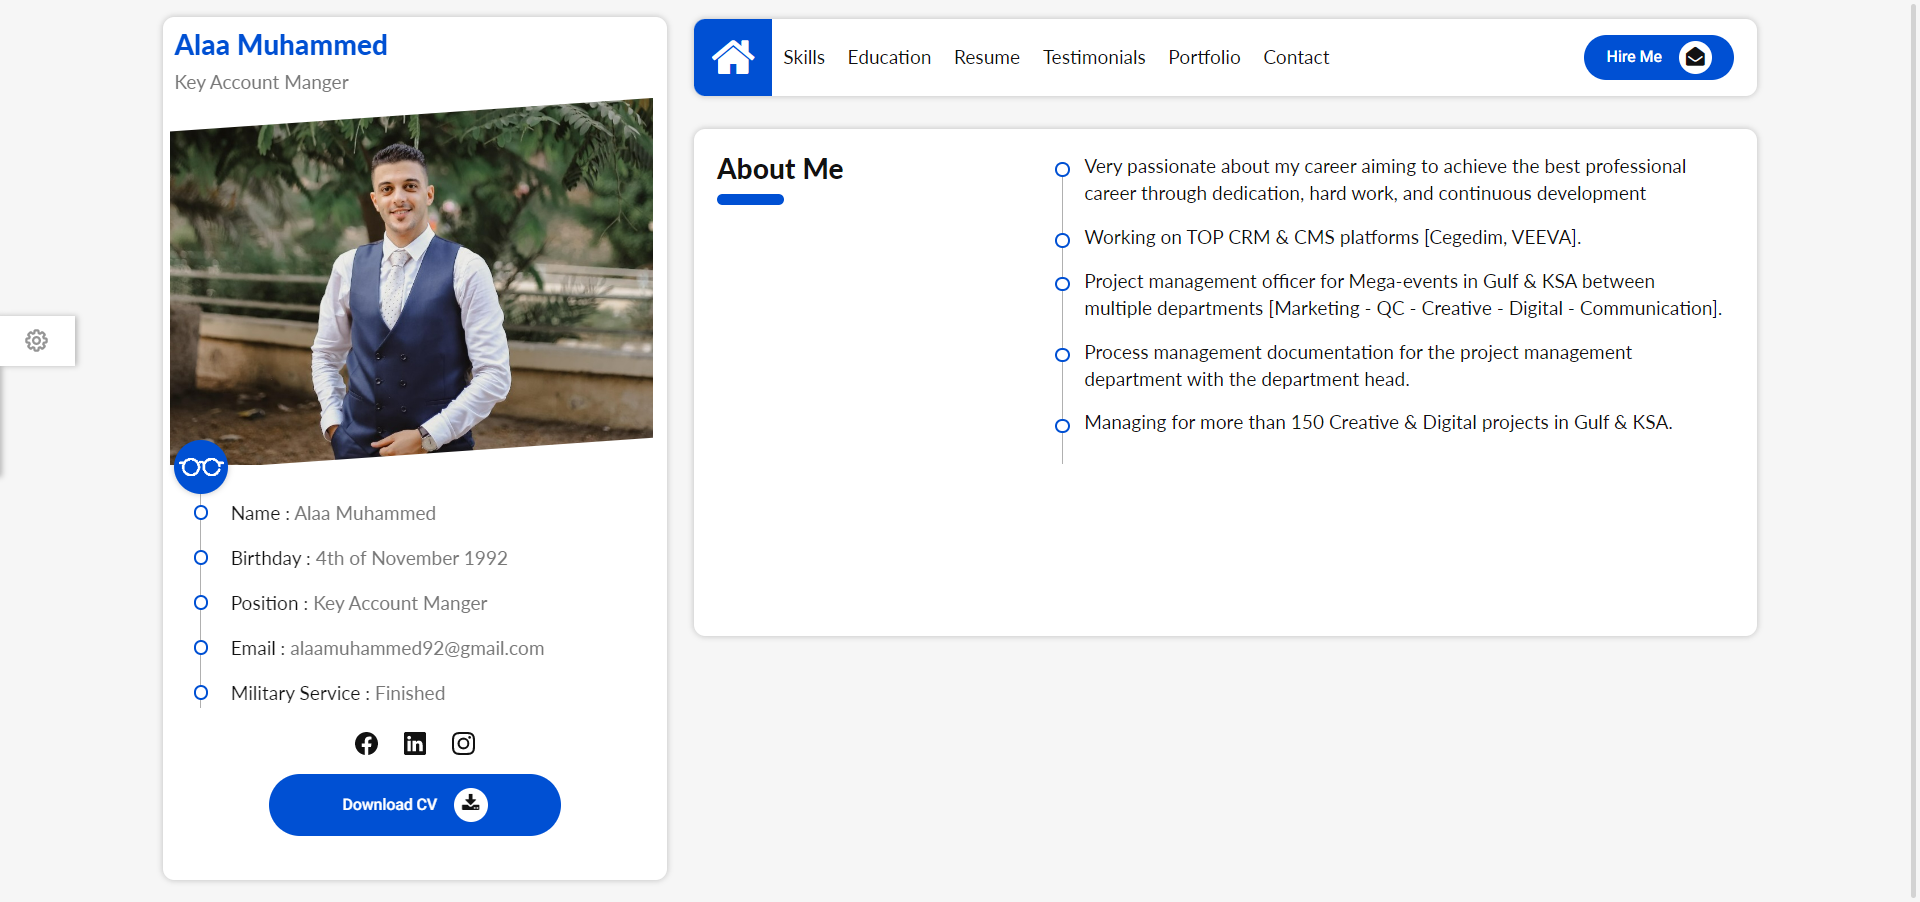 Alaa Muhammed
Key Account Manger
Name : Alaa Muhammed
Birthday : 4th of November 1992
Position : Key Account Manger
Email : alaamuhammed92@gmail.com
Military Service : Finished
Download CV
Skills Education Resume Testimonials Portfolio Contact
Hire Me
About Me
Very passionate about my career aiming to achieve the best professional
career through dedication, hard work, and continuous development
Working on TOP CRM & CMS platforms [Cegedim, VEEVA].
Project management officer for Mega-events in Gulf & KSA between
multiple departments [Marketing - QC - Creative - Digital - Communication].
Process management documentation for the project management
department with the department head.
Managing for more than 150 Creative & Digital projects in Gulf & KSA.